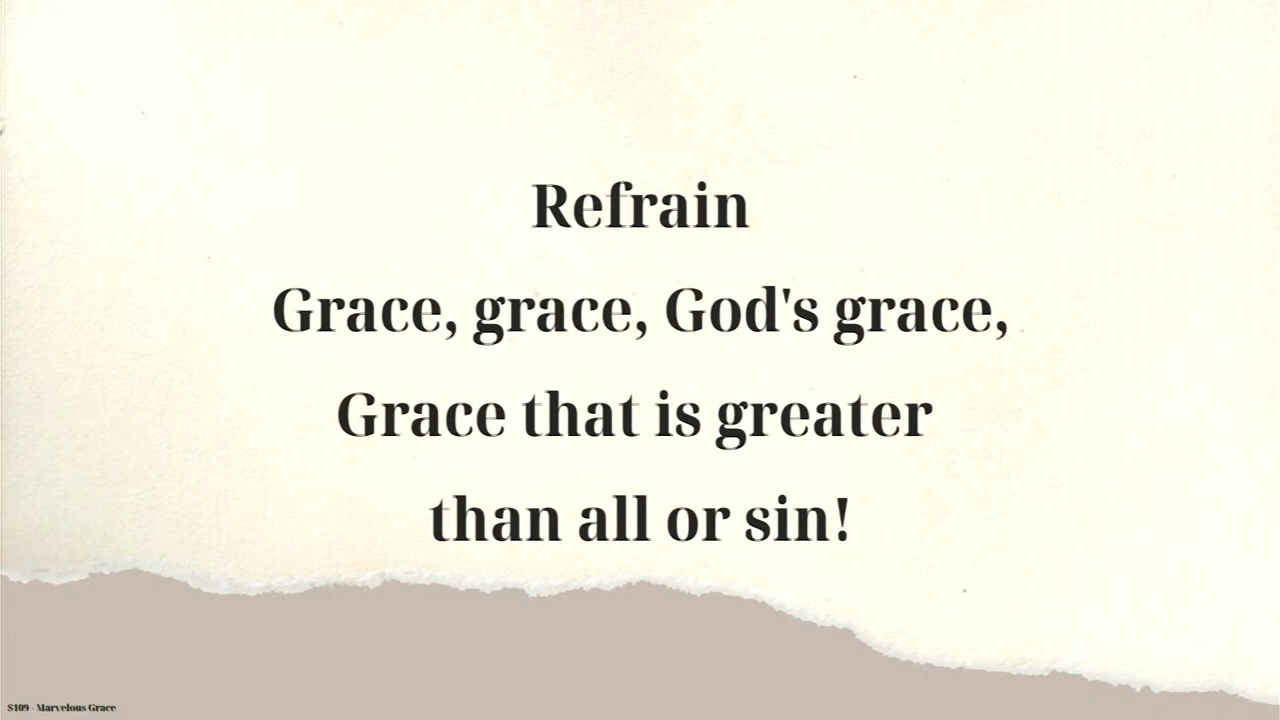 Refrain
Grace, grace, God's grace,
Grace that is greater
than all or sin!
S109 - Marvelous Grace